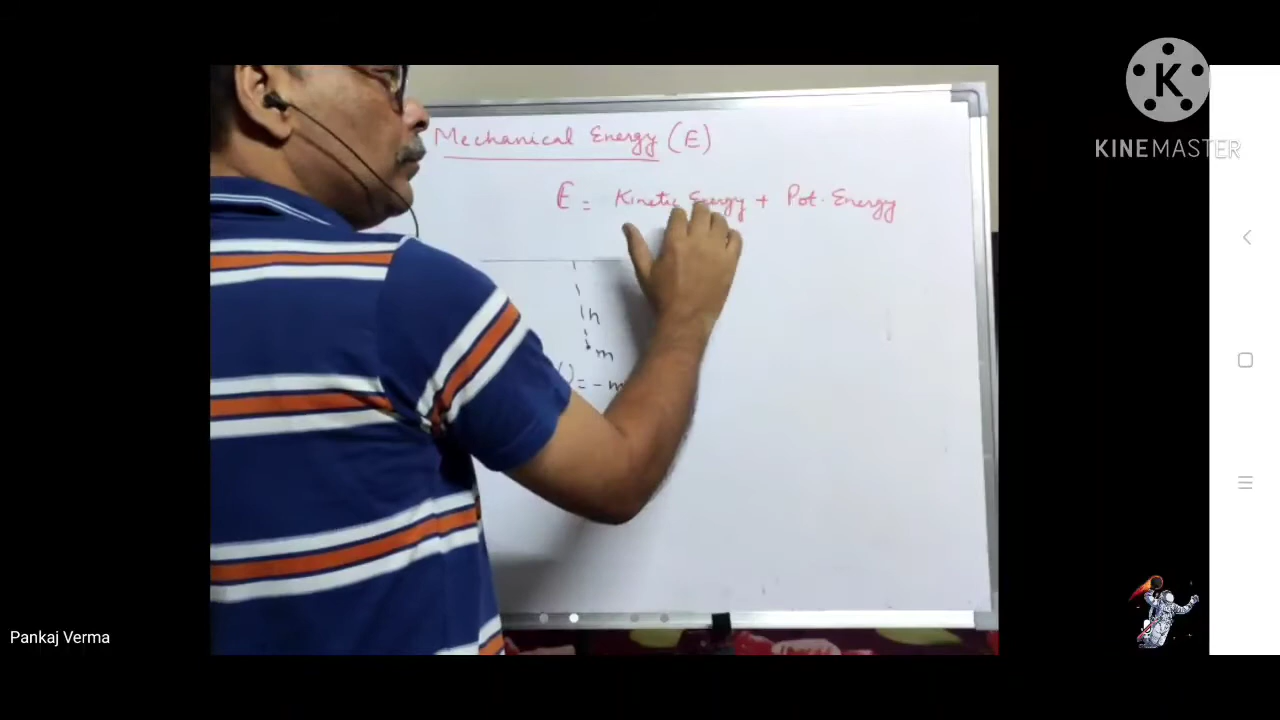 KINEMASTER
Mechanical Energy (E)
E = Kinetic Energy + Pot. Energy
h
m
= - m
Pankaj Verma